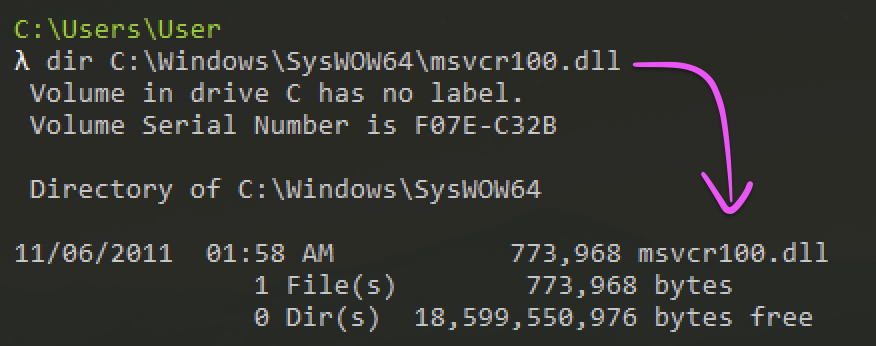 C:\Users\User
λ dir C:\Windows\SysWOW64\msvcr100.dll
Volume in drive C has no label.
Volume Serial Number is F07E-C32B
Directory of C:\Windows\SysWOW64
11/06/2011  01:58 AM           773,968 msvcr100.dll
1 File(s)        773,968 bytes
0 Dir(s)  18,599,550,976 bytes free